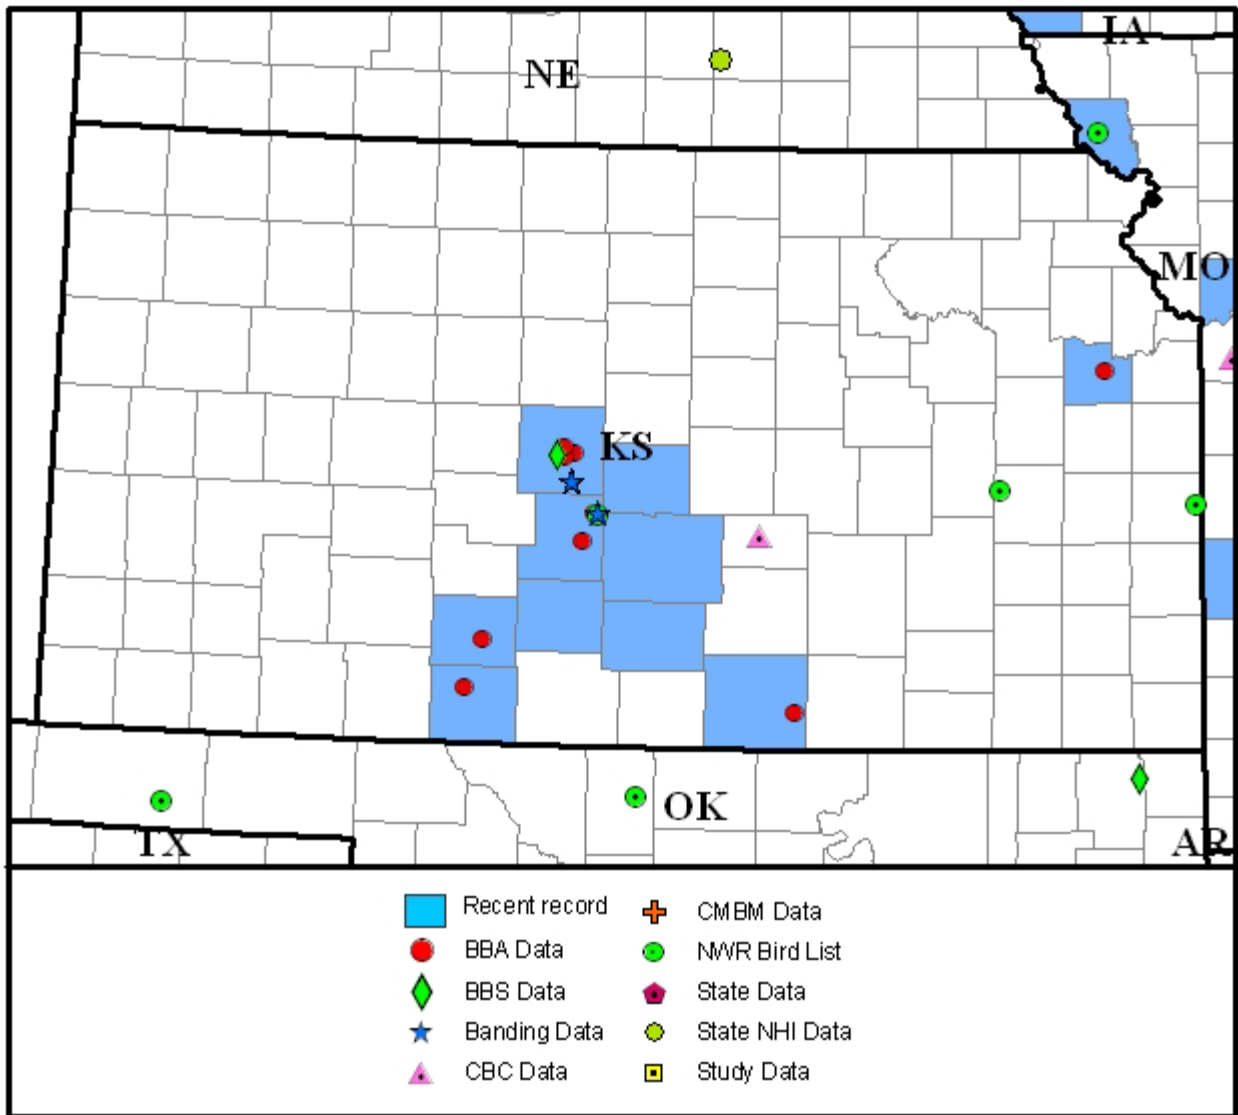 IA
NE
MO
KS
OK
TX
AR
Recent record
BBA Data
BBS Data
Banding Data
CBC Data
CMBM Data
NWR Bird List
State Data
State NHI Data
Study Data